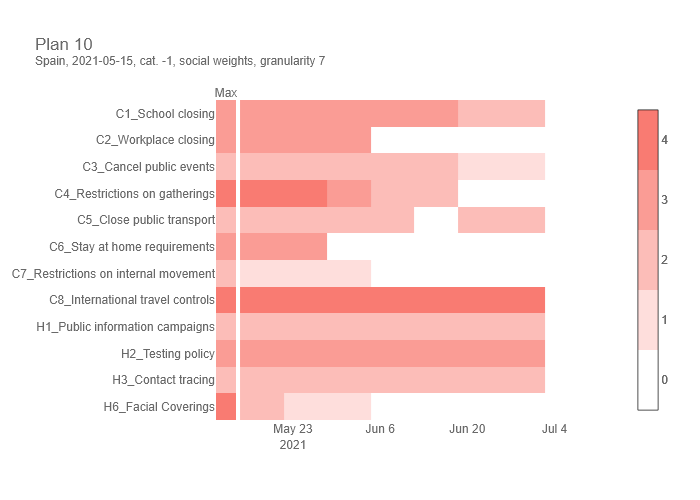 Plan 10
Spain, 2021-05-15, cat. -1, social weights, granularity 7
Max
C1_School closing
C2_Workplace closing
C3_Cancel public events
C4_Restrictions on gatherings
C5_Close public transport
C6_Stay at home requirements
C7_Restrictions on internal movement
C8_International travel controls
H1_Public information campaigns
H2_Testing policy
H3_Contact tracing
H6_Facial Coverings
May 23
2021
Jun 6
Jun 20
Jul 4
4
3
2
1
0